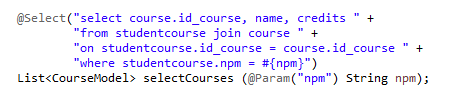 @Select("select course.id_course, name, credits " +
"from studentcourse join course " +
"on studentcourse.id_course = course.id_course " +
"where studentcourse.npm = #{npm}")
List<CourseModel> selectCourses (@Param("npm") String npm);